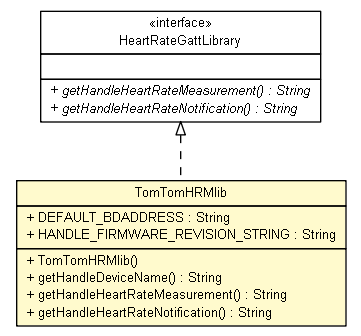 «interface»
HeartRateGattLibrary
+ getHandleHeartRateMeasurement() : String
+ getHandleHeartRateNotification() : String
TomTomHRMlib
+ DEFAULT_BDADDRESS : String
+ HANDLE_FIRMWARE_REVISION_STRING : String
+ TomTomHRMlib()
+ getHandleDeviceName() : String
+ getHandleHeartRateMeasurement() : String
+ getHandleHeartRateNotification() : String